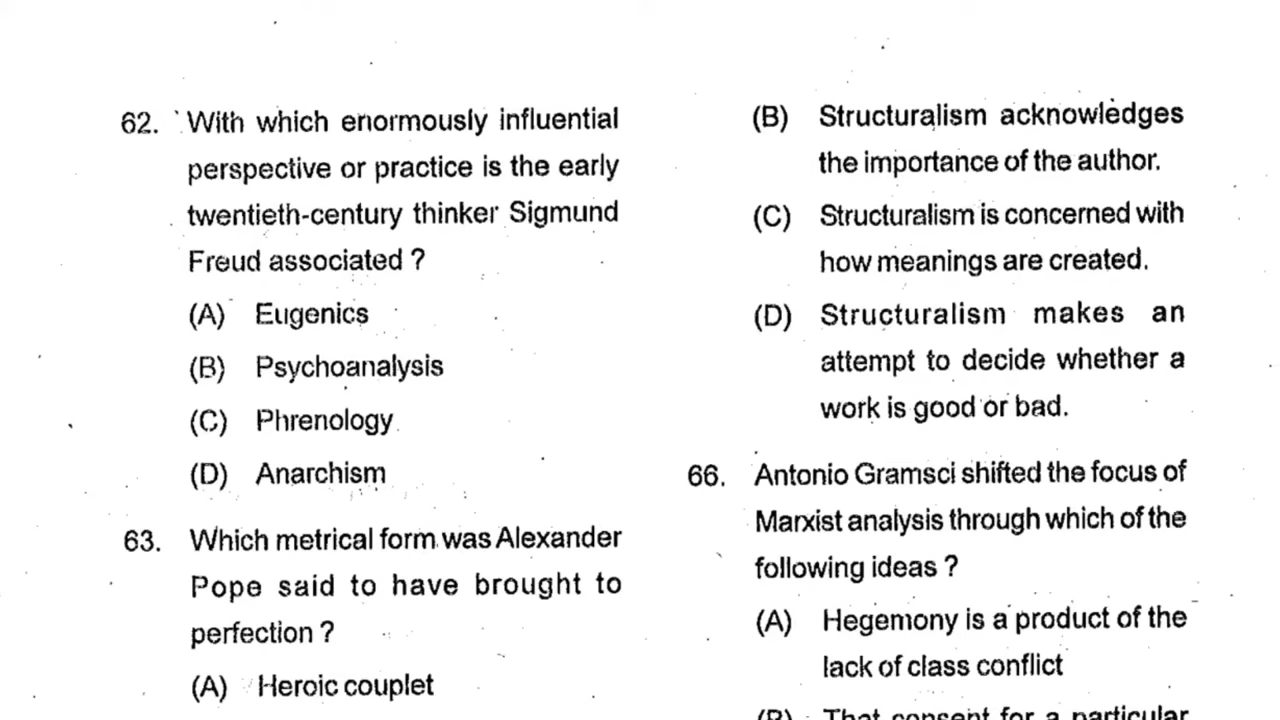 62. With which enormously influential
perspective or practice is the early
twentieth-century thinker Sigmund
Freud associated ?
(A) Eugenics
(B) Psychoanalysis
(C) Phrenology
(D) Anarchism
63. Which metrical form was Alexander
Pope said to have brought to
perfection ?
(A) Heroic couplet
(B) Structuralism acknowledges
the importance of the author.
(C) Structuralism is concerned with
how meanings are created.
(D) Structuralism makes an
attempt to decide whether a
work is good or bad.
66. Antonio Gramsci shifted the focus of
Marxist analysis through which of the
following ideas ?
(A) Hegemony is a product of the
lack of class conflict
(B) That consent for a particular